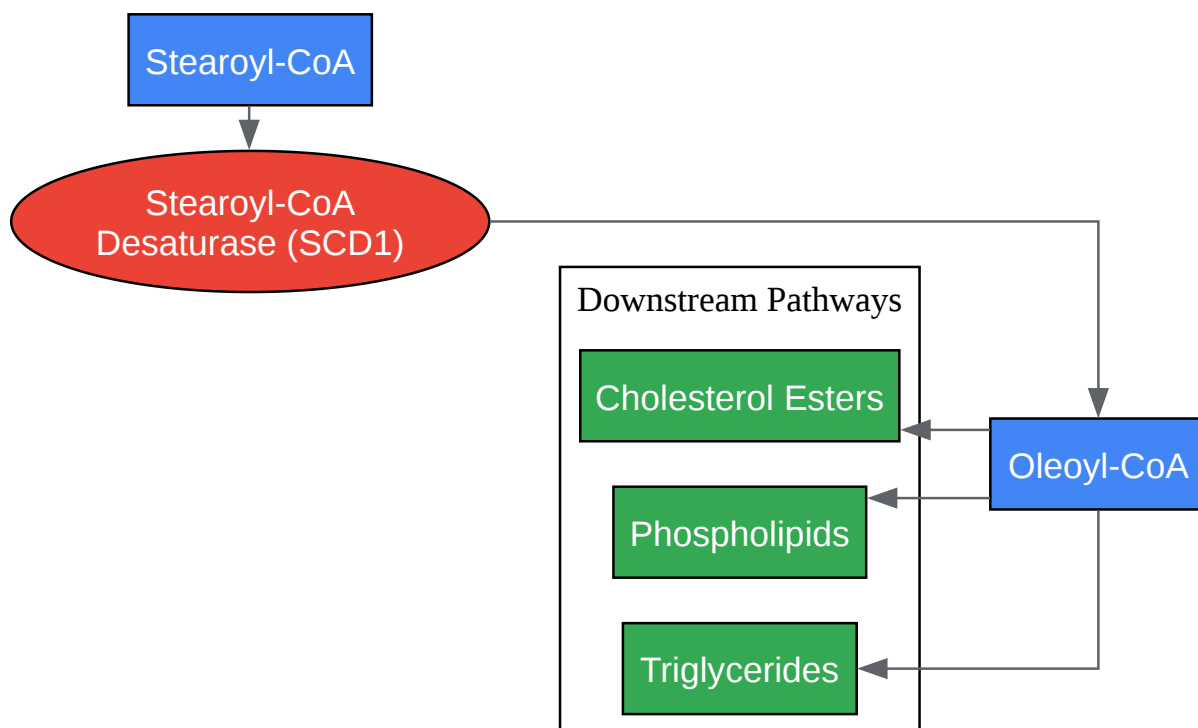 Stearoyl-CoA
Stearoyl-CoA
Desaturase (SCD1)
Downstream Pathways
Cholesterol Esters
Oleoyl-CoA
Phospholipids
Triglycerides